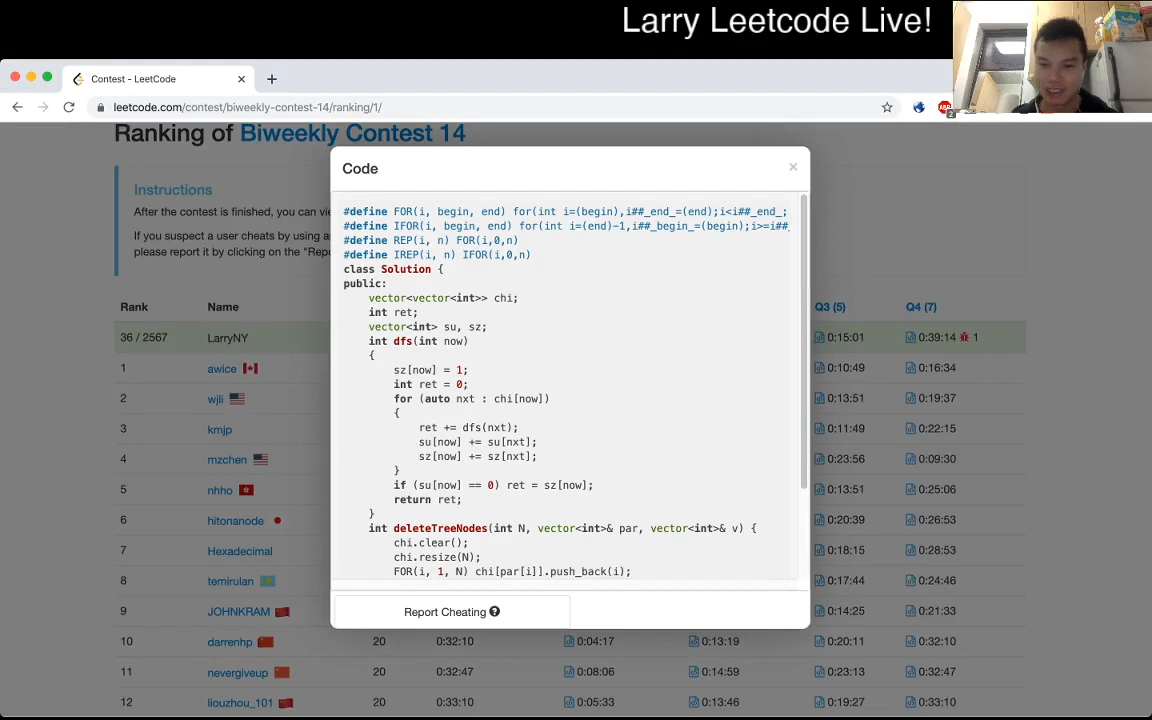 Larry Leetcode Live!
Contest - LeetCode
leetcode.com/contest/biweekly-contest-14/ranking/1/
2
Ranking of Biweekly Contest 14
Instructions
After the contest is finished, you can vi
If you suspect a user cheats by using a
please report it by clicking on the "Repo
Code
#define FOR(i, begin, end) for(int i=(begin),i##_end_=(end);i<i##_end_;
#define IFOR(i, begin, end) for(int i=(end)-1,i##_begin_=(begin);i>=i##_
#define REP(i, n) FOR(i,0,n)
#define IREP(i, n) IFOR(i,0,n)
class Solution {
public:
vector<vector<int>> chi;
int ret;
vector<int> su, sz;
int dfs(int now)
{
sz[now] = 1;
int ret = 0;
for (auto nxt : chi[now])
{
ret += dfs(nxt);
su[now] += su[nxt];
sz[now] += sz[nxt];
}
if (su[now] == 0) ret = sz[now];
return ret;
}
int deleteTreeNodes(int N, vector<int>& par, vector<int>& v) {
chi.clear();
chi.resize(N);
FOR(i, 1, N) chi[par[i]].push_back(i);
Report Cheating
Rank Name Q3 (5) Q4 (7)
36 / 2567 LarryNY 0:15:01 0:39:14 1
1 awice 0:10:49 0:16:34
2 wjli 0:13:51 0:19:37
3 kmjp 0:11:49 0:22:15
4 mzchen 0:23:56 0:09:30
5 nhho 0:13:51 0:25:06
6 hitonanode 0:20:39 0:26:53
7 Hexadecimal 0:18:15 0:28:53
8 temirulan 0:17:44 0:24:46
9 JOHNKRAM 0:14:25 0:21:33
10 darrenhp 20 0:32:10 0:04:17 0:13:19 0:20:11 0:32:10
11 nevergiveup 20 0:32:47 0:08:06 0:14:59 0:23:13 0:32:47
12 liouzhou_101 20 0:33:10 0:05:33 0:13:46 0:19:27 0:33:10